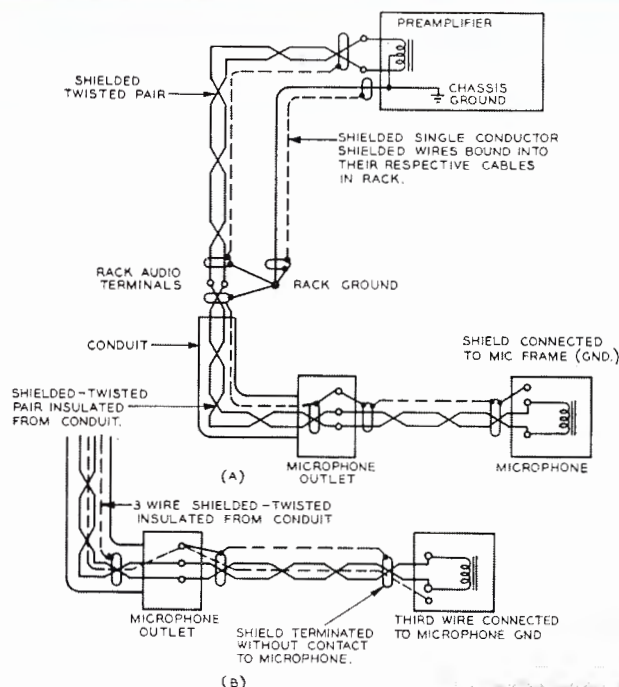 PREAMPLIFIER
SHIELDED
TWISTED PAIR
CHASSIS
GROUND
SHIELDED SINGLE CONDUCTOR
SHIELDED WIRES BOUND INTO
THEIR RESPECTIVE CABLES
IN RACK.
RACK AUDIO
TERMINALS
RACK GROUND
CONDUIT
SHIELD CONNECTED
TO MIC FRAME (GND.)
SHIELDED-TWISTED
PAIR INSULATED
FROM CONDUIT.
MICROPHONE
OUTLET
MICROPHONE
(A)
3 WIRE SHIELDED-TWISTED
INSULATED FROM CONDUIT
MICROPHONE
OUTLET
SHIELD TERMINATED
WITHOUT CONTACT
TO MICROPHONE.
THIRD WIRE CONNECTED
TO MICROPHONE GND
(B)